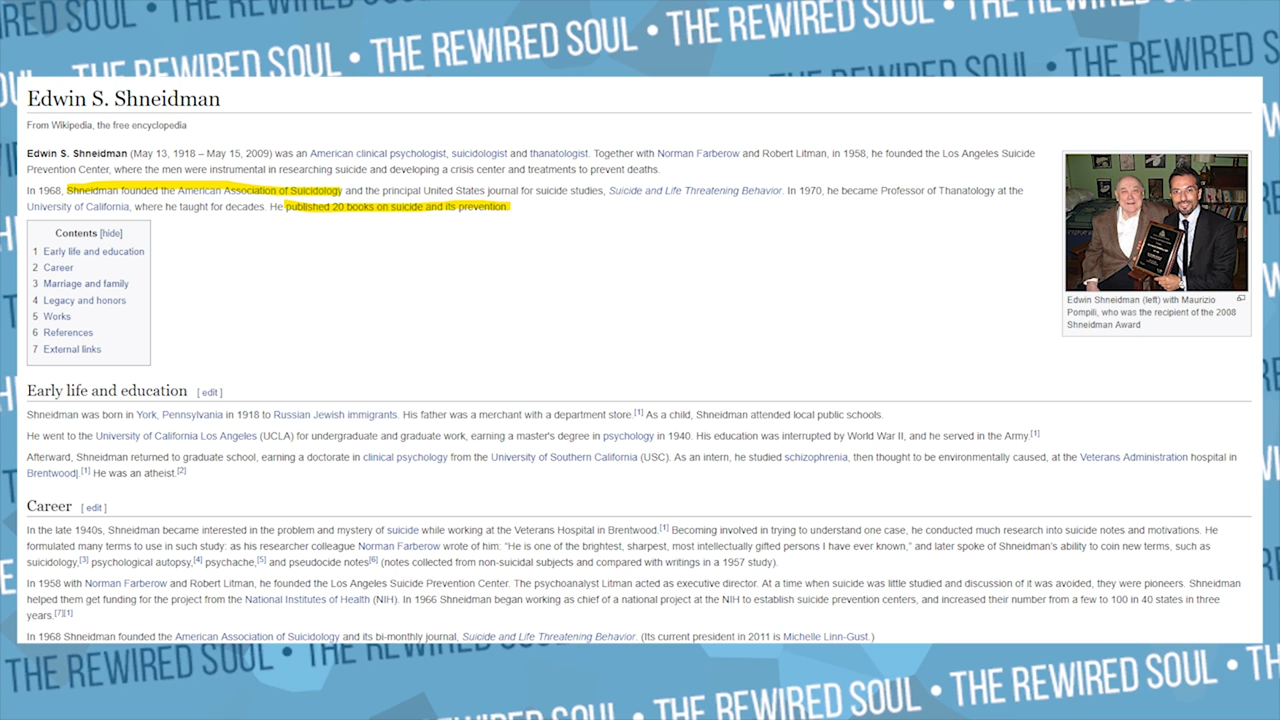 RED SOUL • THE REWIRED SOUL • THE REWIRED SOUL • THE REWIRED SOUL
SOUL • THE REWIRED SOUL • THE REWIRED SOUL • THE REWIRED SOUL • THE REWIRED SOUL
Edwin S. Shneidman
From Wikipedia, the free encyclopedia
Edwin S. Shneidman (May 13, 1918 – May 15, 2009) was an American clinical psychologist, suicidologist and thanatologist. Together with Norman Farberow and Robert Litman, in 1958, he founded the Los Angeles Suicide
Prevention Center, where the men were instrumental in researching suicide and developing a crisis center and treatments to prevent deaths.
In 1968, Shneidman founded the American Association of Suicidology and the principal United States journal for suicide studies, Suicide and Life Threatening Behavior. In 1970, he became Professor of Thanatology at the
University of California, where he taught for decades. He published 20 books on suicide and its prevention.
Edwin Shneidman (left) with Maurizio
Pompili, who was the recipient of the 2008
Shneidman Award
Contents [hide]
1 Early life and education
2 Career
3 Marriage and family
4 Legacy and honors
5 Works
6 References
7 External links
Early life and education [ edit ]
Shneidman was born in York, Pennsylvania in 1918 to Russian Jewish immigrants. His father was a merchant with a department store.[1] As a child, Shneidman attended local public schools.
He went to the University of California Los Angeles (UCLA) for undergraduate and graduate work, earning a master's degree in psychology in 1940. His education was interrupted by World War II, and he served in the Army.[1]
Afterward, Shneidman returned to graduate school, earning a doctorate in clinical psychology from the University of Southern California (USC). As an intern, he studied schizophrenia, then thought to be environmentally caused, at the Veterans Administration hospital in
Brentwood|.[1] He was an atheist.[2]
Career [ edit ]
In the late 1940s, Shneidman became interested in the problem and mystery of suicide while working at the Veterans Hospital in Brentwood.[1] Becoming involved in trying to understand one case, he conducted much research into suicide notes and motivations. He
formulated many terms to use in such study: as his researcher colleague Norman Farberow wrote of him: "He is one of the brightest, sharpest, most intellectually gifted persons I have ever known," and later spoke of Shneidman's ability to coin new terms, such as
suicidology,[3] psychological autopsy,[4] psychache,[5] and pseudocide notes[6] (notes collected from non-suicidal subjects and compared with writings in a 1957 study).
In 1958 with Norman Farberow and Robert Litman, he founded the Los Angeles Suicide Prevention Center. The psychoanalyst Litman acted as executive director. At a time when suicide was little studied and discussion of it was avoided, they were pioneers. Shneidman
helped them get funding for the project from the National Institutes of Health (NIH). In 1966 Shneidman began working as chief of a national project at the NIH to establish suicide prevention centers, and increased their number from a few to 100 in 40 states in three
years.[7][1]
In 1968 Shneidman founded the American Association of Suicidology and its bi-monthly journal, Suicide and Life Threatening Behavior. (Its current president in 2011 is Michelle Linn-Gust.)
THE REWIRED SOUL • THE REWIRED SOUL
THE REWIRED SOUL • THE REWIRED SOUL • TH